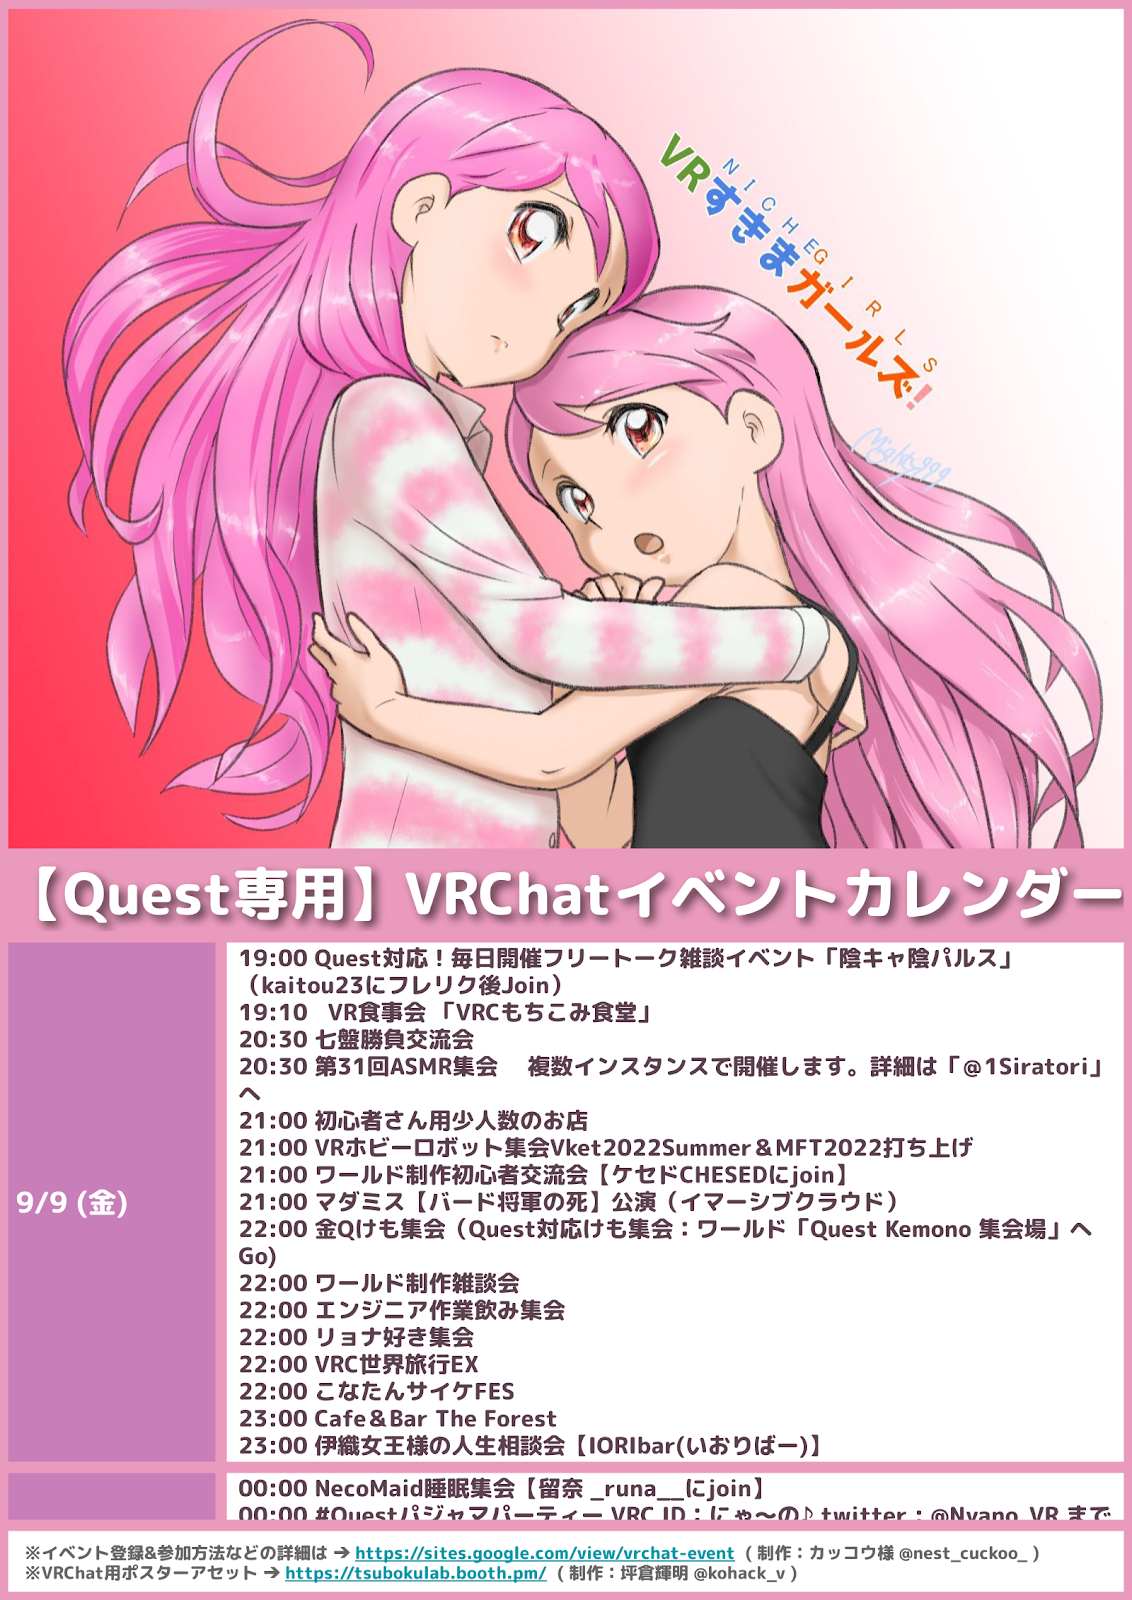 NICHE GIRLS
VRすきまガールズ!
Mighty999
【Quest専用】VRChatイベントカレンダー
9/9 (金)
19:00 Quest対応！毎日開催フリートーク雑談イベント「陰キャ陰パルス」
（kaitou23にフレリク後Join）
19:10　VR食事会 「VRCもちこみ食堂」
20:30 七盤勝負交流会
20:30 第31回ASMR集会　 複数インスタンスで開催します。詳細は「@1Siratori」
へ
21:00 初心者さん用少人数のお店
21:00 VRホビーロボット集会Vket2022Summer＆MFT2022打ち上げ
21:00 ワールド制作初心者交流会【ケセドCHESEDにjoin】
21:00 マダミス【バード将軍の死】公演（イマーシブクラウド）
22:00 金Qけも集会（Quest対応けも集会：ワールド「Quest Kemono 集会場」へ
Go)
22:00 ワールド制作雑談会
22:00 エンジニア作業飲み集会
22:00 リョナ好き集会
22:00 VRC世界旅行EX
22:00 こなたんサイケFES
23:00 Cafe＆Bar The Forest
23:00 伊織女王様の人生相談会【IORIbar(いおりばー)】
00:00 NecoMaid睡眠集会【留奈 _runa__にjoin】
00:00 #Questパジャマパーティー VRC ID：にゃ〜の♪ twitter：@Nyano_VR まで
※イベント登録&参加方法などの詳細は ➔ https://sites.google.com/view/vrchat-event （ 制作：カッコウ様 @nest_cuckoo_ ）
※VRChat用ポスターアセット ➔ https://tsubokulab.booth.pm/ （ 制作：坪倉輝明 @kohack_v ）